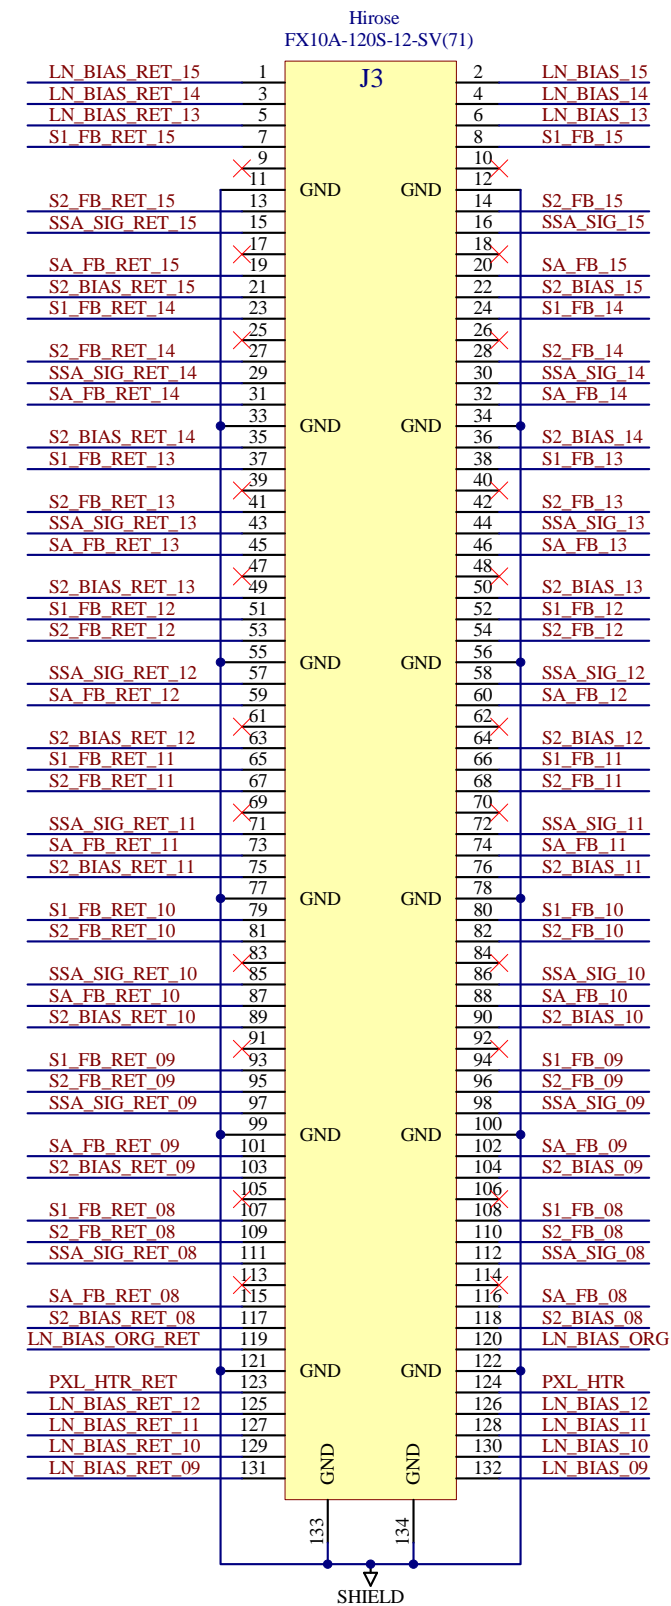 Hirose
FX10A-120S-12-SV(71)
J3
LN_BIAS_RET_15 1 2 LN_BIAS_15
LN_BIAS_RET_14 3 4 LN_BIAS_14
LN_BIAS_RET_13 5 6 LN_BIAS_13
S1_FB_RET_15 7 8 S1_FB_15
9 10
11 GND GND 12
S2_FB_RET_15 13 14 S2_FB_15
SSA_SIG_RET_15 15 16 SSA_SIG_15
17 18
SA_FB_RET_15 19 20 SA_FB_15
S2_BIAS_RET_15 21 22 S2_BIAS_15
S1_FB_RET_14 23 24 S1_FB_14
25 26
S2_FB_RET_14 27 28 S2_FB_14
SSA_SIG_RET_14 29 30 SSA_SIG_14
SA_FB_RET_14 31 32 SA_FB_14
33 GND GND 34
S2_BIAS_RET_14 35 36 S2_BIAS_14
S1_FB_RET_13 37 38 S1_FB_13
39 40
S2_FB_RET_13 41 42 S2_FB_13
SSA_SIG_RET_13 43 44 SSA_SIG_13
SA_FB_RET_13 45 46 SA_FB_13
47 48
S2_BIAS_RET_13 49 50 S2_BIAS_13
S1_FB_RET_12 51 52 S1_FB_12
S2_FB_RET_12 53 54 S2_FB_12
55 GND GND 56
SSA_SIG_RET_12 57 58 SSA_SIG_12
SA_FB_RET_12 59 60 SA_FB_12
61 62
S2_BIAS_RET_12 63 64 S2_BIAS_12
S1_FB_RET_11 65 66 S1_FB_11
S2_FB_RET_11 67 68 S2_FB_11
69 70
SSA_SIG_RET_11 71 72 SSA_SIG_11
SA_FB_RET_11 73 74 SA_FB_11
S2_BIAS_RET_11 75 76 S2_BIAS_11
77 GND GND 78
S1_FB_RET_10 79 80 S1_FB_10
S2_FB_RET_10 81 82 S2_FB_10
83 84
SSA_SIG_RET_10 85 86 SSA_SIG_10
SA_FB_RET_10 87 88 SA_FB_10
S2_BIAS_RET_10 89 90 S2_BIAS_10
91 92
S1_FB_RET_09 93 94 S1_FB_09
S2_FB_RET_09 95 96 S2_FB_09
SSA_SIG_RET_09 97 98 SSA_SIG_09
99 GND GND 100
SA_FB_RET_09 101 102 SA_FB_09
S2_BIAS_RET_09 103 104 S2_BIAS_09
105 106
S1_FB_RET_08 107 108 S1_FB_08
S2_FB_RET_08 109 110 S2_FB_08
SSA_SIG_RET_08 111 112 SSA_SIG_08
113 114
SA_FB_RET_08 115 116 SA_FB_08
S2_BIAS_RET_08 117 118 S2_BIAS_08
LN_BIAS_ORG_RET 119 120 LN_BIAS_ORG
121 GND GND 122
PXL_HTR_RET 123 124 PXL_HTR
LN_BIAS_RET_12 125 126 LN_BIAS_12
LN_BIAS_RET_11 127 128 LN_BIAS_11
LN_BIAS_RET_10 129 130 LN_BIAS_10
LN_BIAS_RET_09 131 132 LN_BIAS_09
GND GND
133 134
SHIELD